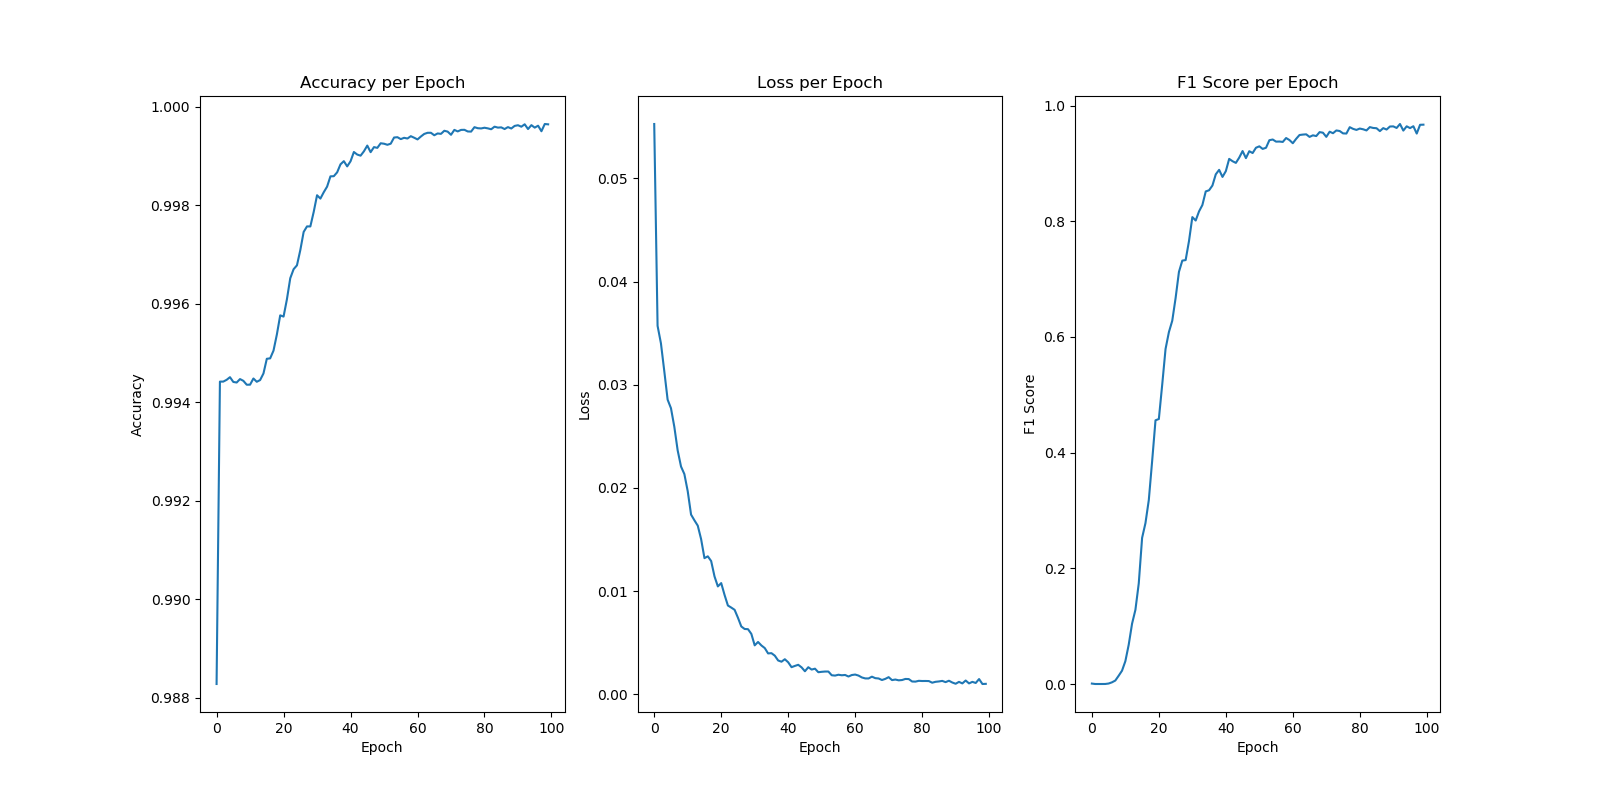 Accuracy per Epoch
1.000
0.998
0.996
0.994
0.992
0.990
0.988
Accuracy
0 20 40 60 80 100
Epoch
Loss per Epoch
0.05
0.04
0.03
0.02
0.01
0.00
Loss
0 20 40 60 80 100
Epoch
F1 Score per Epoch
1.0
0.8
0.6
0.4
0.2
0.0
F1 Score
0 20 40 60 80 100
Epoch